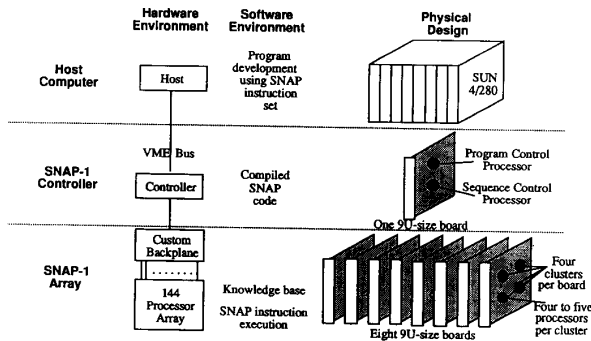 Hardware
Environment
Software
Environment
Physical
Design
Host
Computer
Host
Program
development
using SNAP
instruction
set
SUN
4/280
SNAP-1
Controller
VME Bus
Controller
Compiled
SNAP
code
Program Control
Processor
Sequence Control
Processor
One 9U-size board
SNAP-1
Array
Custom
Backplane
144
Processor
Array
Knowledge base
SNAP instruction
execution
Four
clusters
per board
Four to five
processors
per cluster
Eight 9U-size boards